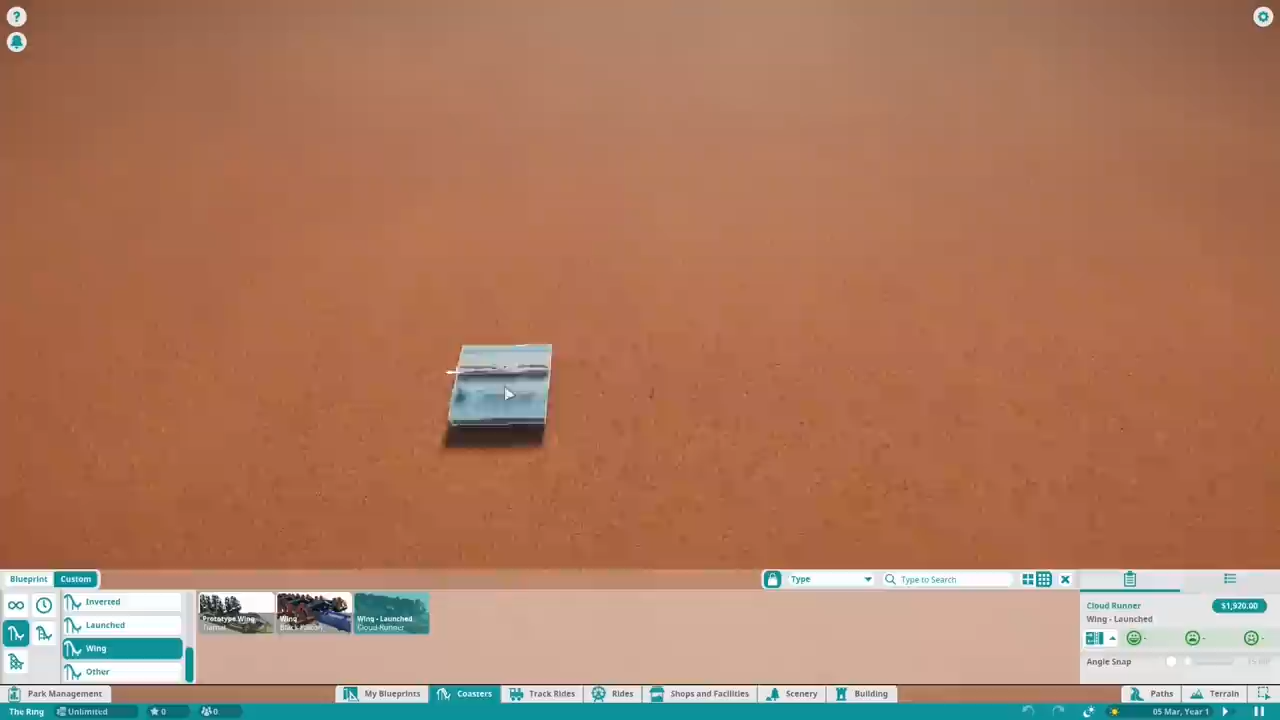 ?
Blueprint
Custom
Type
Type to Search
Inverted
Launched
Wing
Other
Prototype Wing
Wing
Black Falcon
Wing - Launched
Cloud Runner
Cloud Runner
$1,920.00
Wing - Launched
Angle Snap
Park Management
My Blueprints
Coasters
Track Rides
Rides
Shops and Facilities
Scenery
Building
Paths
Terrain
The Ring
Unlimited
0
0
05 Mar, Year 1